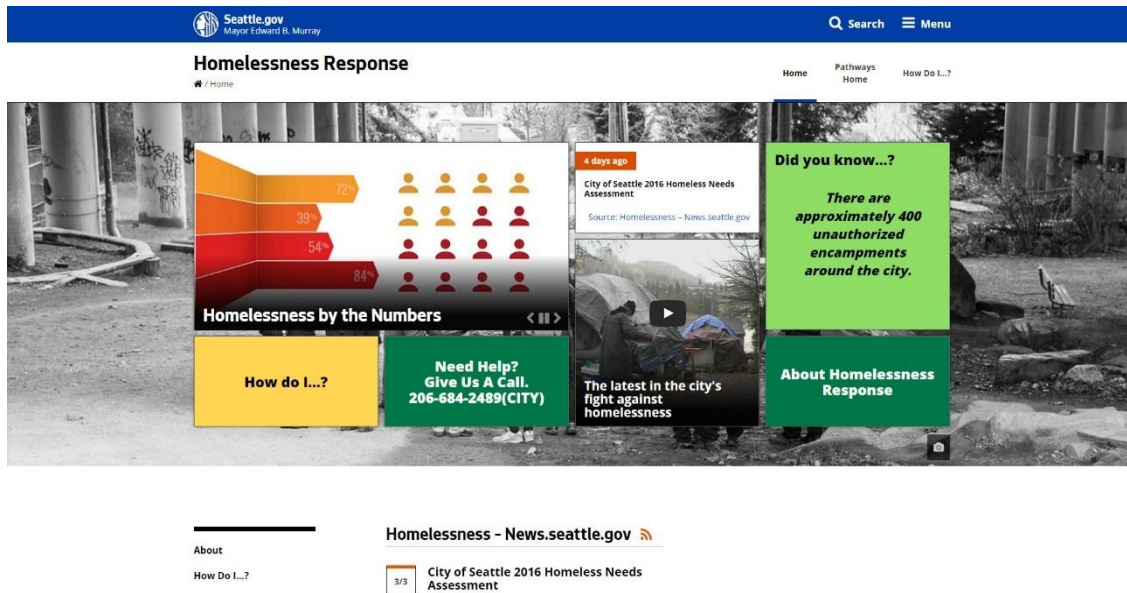 Seattle.gov
Mayor Edward B. Murray
Search
Menu
Homelessness Response
/ Home
Home
Pathways
Home
How Do I...?
72%
39%
54%
84%
Homelessness by the Numbers
4 days ago
City of Seattle 2016 Homeless Needs
Assessment
Source: Homelessness – News.seattle.gov
The latest in the city's
fight against
homelessness
Did you know...?
There are
approximately 400
unauthorized
encampments
around the city.
How do I...?
Need Help?
Give Us A Call.
206-684-2489(CITY)
About Homelessness
Response
About
How Do I...?
Homelessness – News.seattle.gov
3/3
City of Seattle 2016 Homeless Needs
Assessment